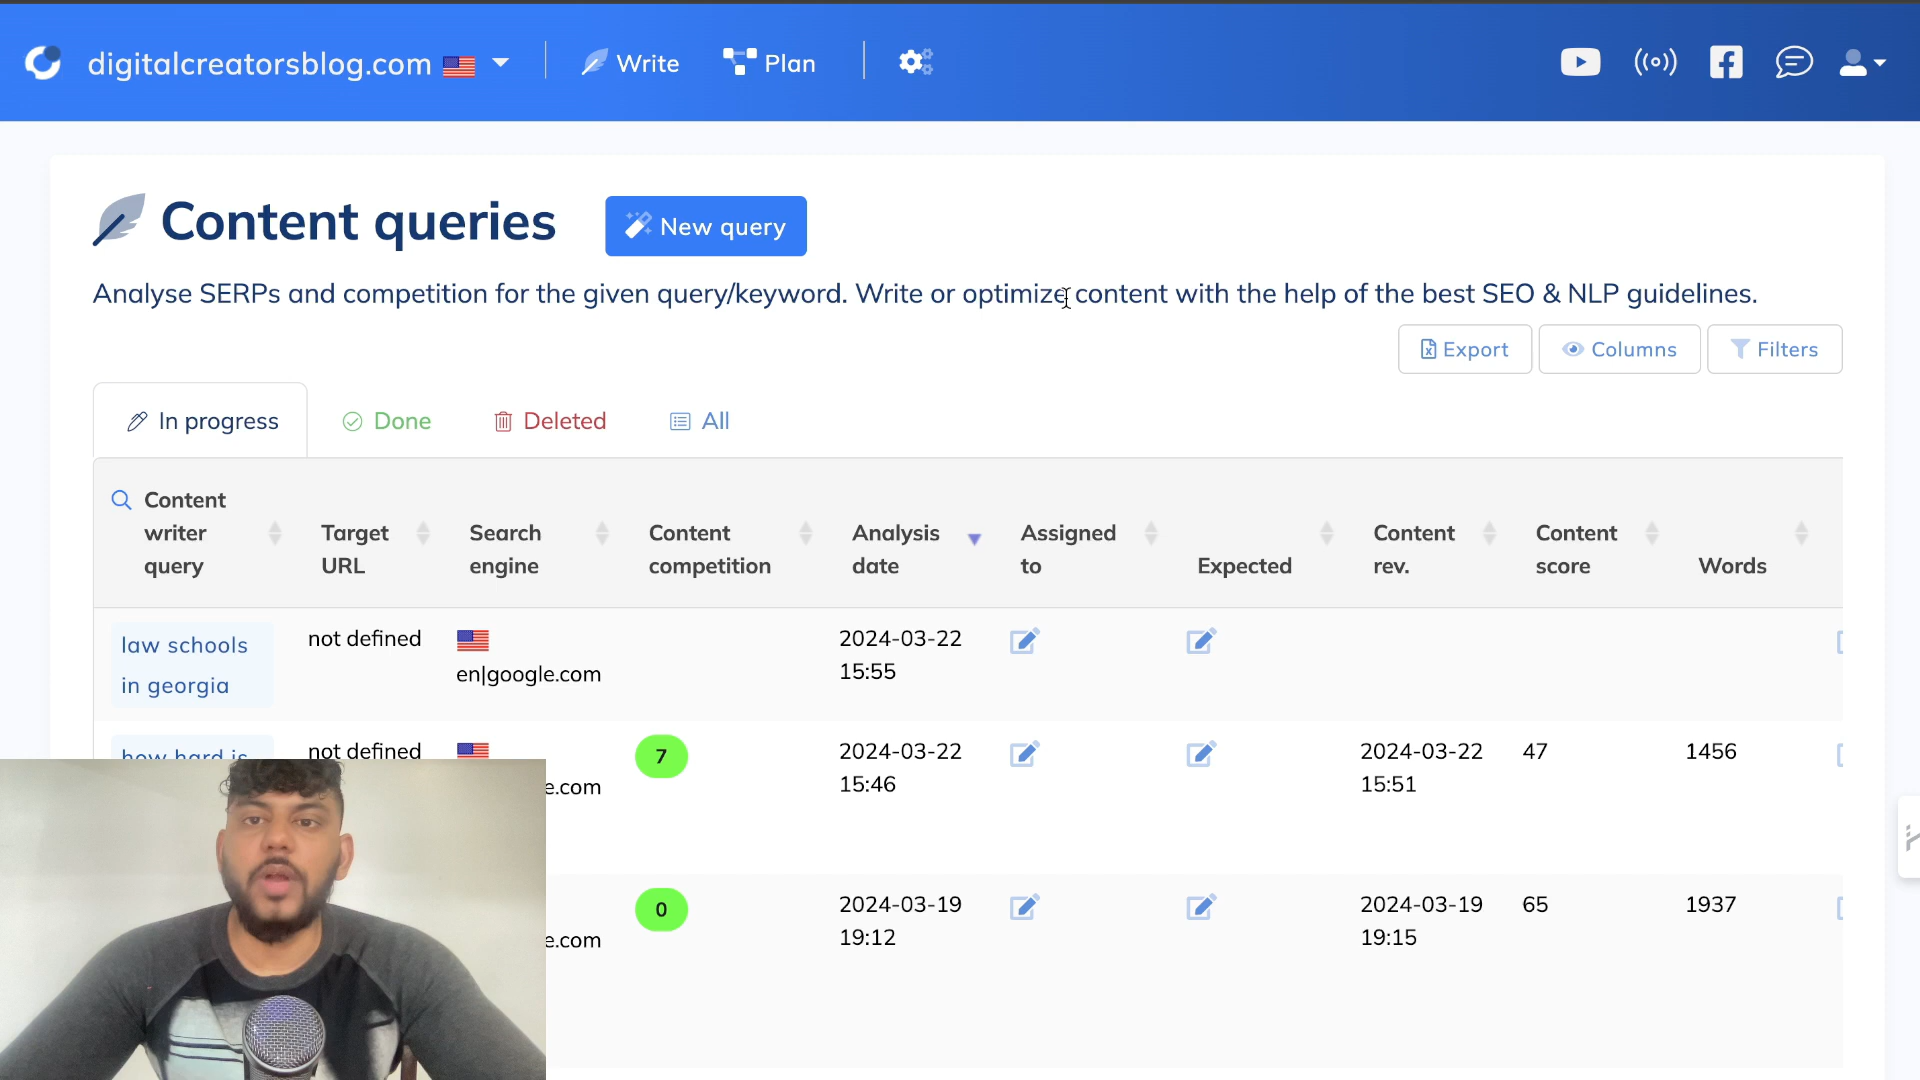 digitalcreatorsblog.com Write Plan
Content queries New query
Analyse SERPs and competition for the given query/keyword. Write or optimize content with the help of the best SEO & NLP guidelines.
Export Columns Filters
In progress Done Deleted All
Content
writer
query
Target
URL
Search
engine
Content
competition
Analysis
date
Assigned
to
Expected
Content
rev.
Content
score
Words
law schools
in georgia
not defined
en|google.com
2024-03-22
15:55
how hard is
not defined
e.com
7
2024-03-22
15:46
2024-03-22
15:51
47
1456
e.com
0
2024-03-19
19:12
2024-03-19
19:15
65
1937